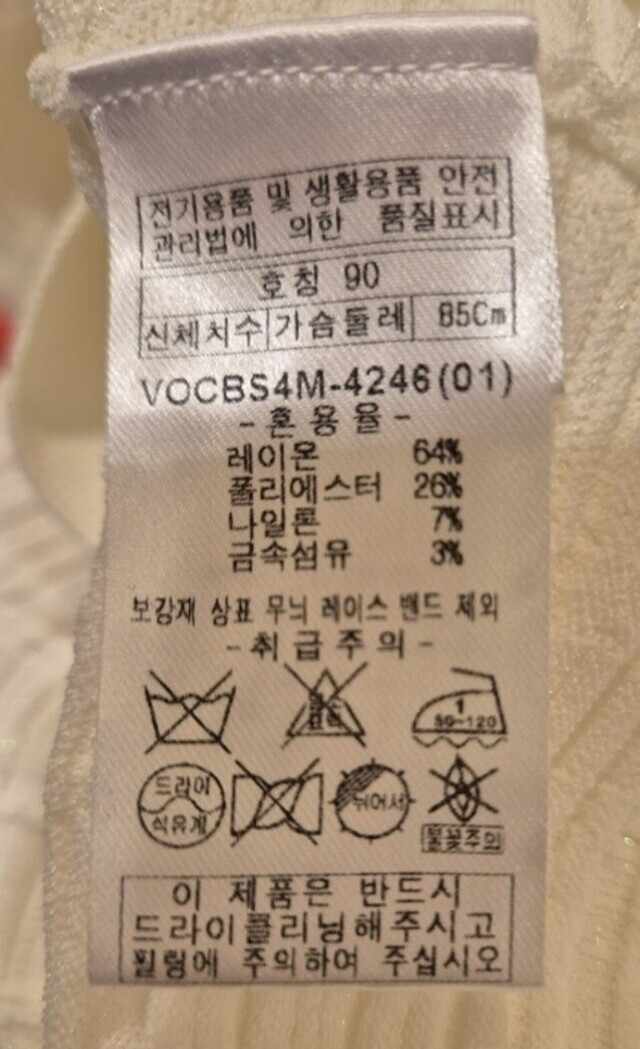 전기용품 및 생활용품 안전
관리법에 의한 품질표시
호칭 90
신체치수 가슴둘레 85Cm
VOCBS4M-4246(01)
-혼용율-
레이온 64%
폴리에스터 26%
나일론 7%
금속섬유 3%
보강재 상표 무늬 레이스 밴드 제외
-취급주의-
1
80~120
드라이
석유계
뉘어서
불꽃주의
이 제품은 반드시
드라이클리닝해주시고
필링에 주의하여 주십시오